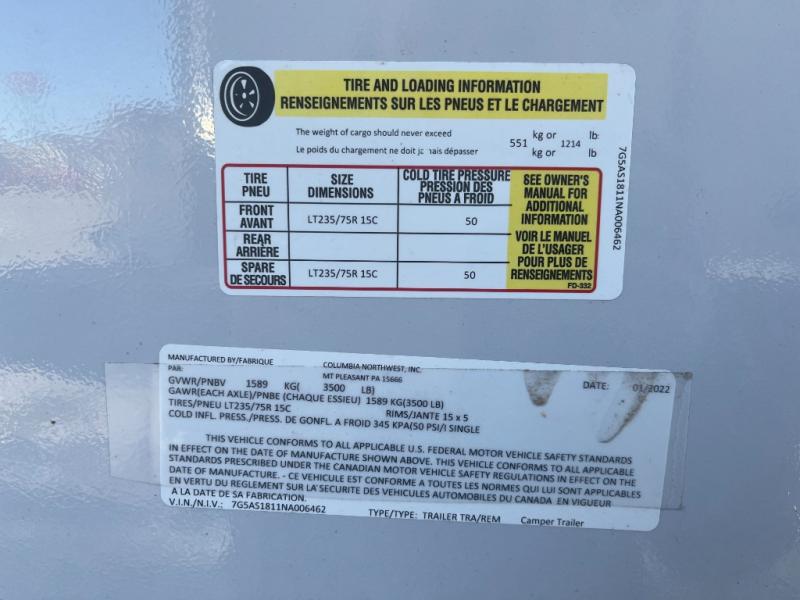 TIRE AND LOADING INFORMATION
RENSEIGNEMENTS SUR LES PNEUS ET LE CHARGEMENT
The weight of cargo should never exceed 551 kg or 1214 lb:
Le poids du chargement ne doit jamais dépasser kg or lb
TIRE PNEU SIZE DIMENSIONS COLD TIRE PRESSURE PRESSION DES PNEUS A FROID
FRONT AVANT LT235/75R 15C 50
REAR ARRIÈRE
SPARE DE SECOURS LT235/75R 15C 50
SEE OWNER'S
MANUAL FOR
ADDITIONAL
INFORMATION
VOIR LE MANUEL
DE L'USAGER
POUR PLUS DE
RENSEIGNEMENTS
FD-332
7G5AS1811NA006462
MANUFACTURED BY/FABRIQUE COLUMBIA NORTHWEST, INC.
PAR: MT PLEASANT PA 15666 DATE: 01/2022
GVWR/PNBV 1589 KG( 3500 LB)
GAWR(EACH AXLE)/PNBE (CHAQUE ESSIEU) 1589 KG(3500 LB)
TIRES/PNEU LT235/75R 15C RIMS/JANTE 15 x 5
COLD INFL. PRESS./PRESS. DE GONFL. A FROID 345 KPA(50 PSI/I SINGLE
THIS VEHICLE CONFORMS TO ALL APPLICABLE U.S. FEDERAL MOTOR VEHICLE SAFETY STANDARDS
IN EFFECT ON THE DATE OF MANUFACTURE SHOWN ABOVE. THIS VEHICLE CONFORMS TO ALL APPLICABLE
STANDARDS PRESCRIBED UNDER THE CANADIAN MOTOR VEHICLE SAFETY REGULATIONS IN EFFECT ON THE
DATE OF MANUFACTURE. - CE VEHICULE EST CONFORME A TOUTES LES NORMES QUI LUI SONT APPLICABLES
EN VERTU DU REGLEMENT SUR LA SECURITE DES VEHICULES AUTOMOBILES DU CANADA EN VIGUEUR
A LA DATE DE SA FABRICATION.
V.I.N./N.I.V.: 7G5AS1811NA006462 TYPE/TYPE: TRAILER TRA/REM Camper Trailer